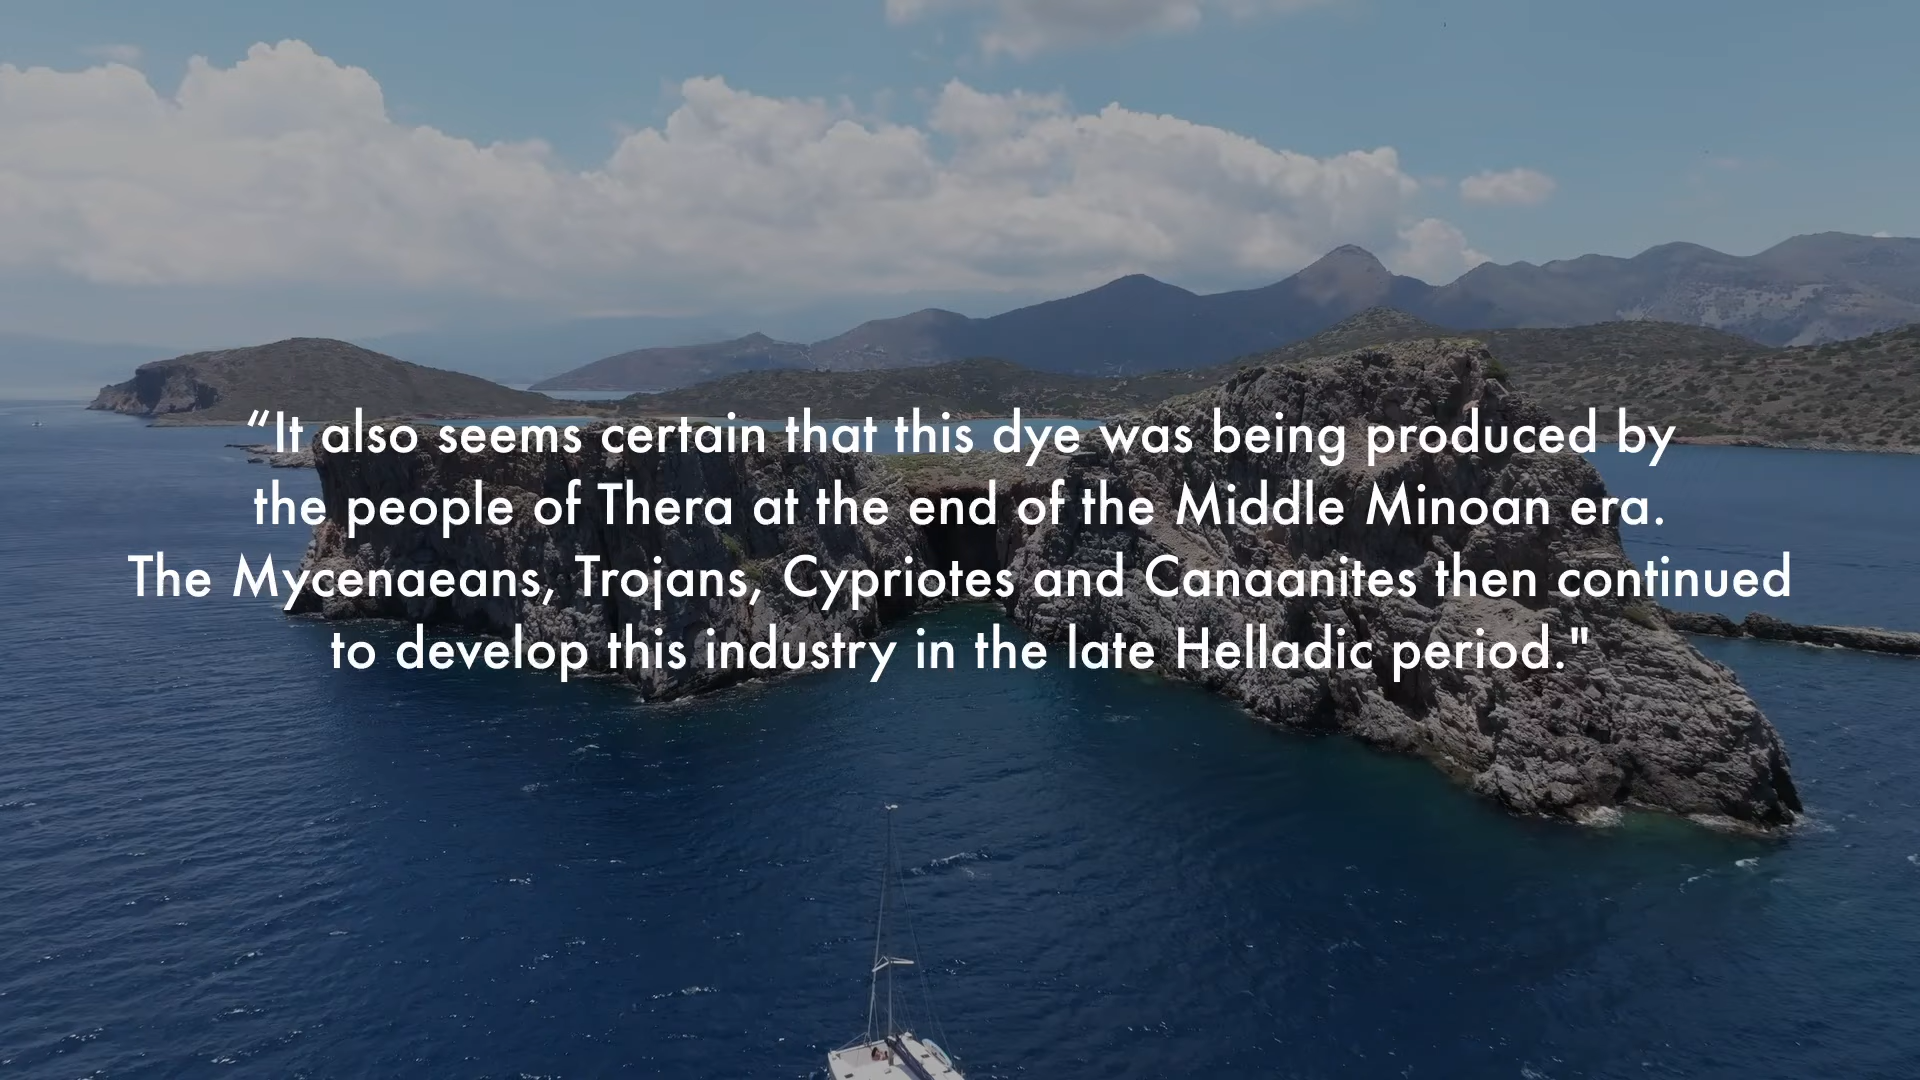 “It also seems certain that this dye was being produced by
the people of Thera at the end of the Middle Minoan era.
The Mycenaeans, Trojans, Cypriotes and Canaanites then continued
to develop this industry in the late Helladic period."